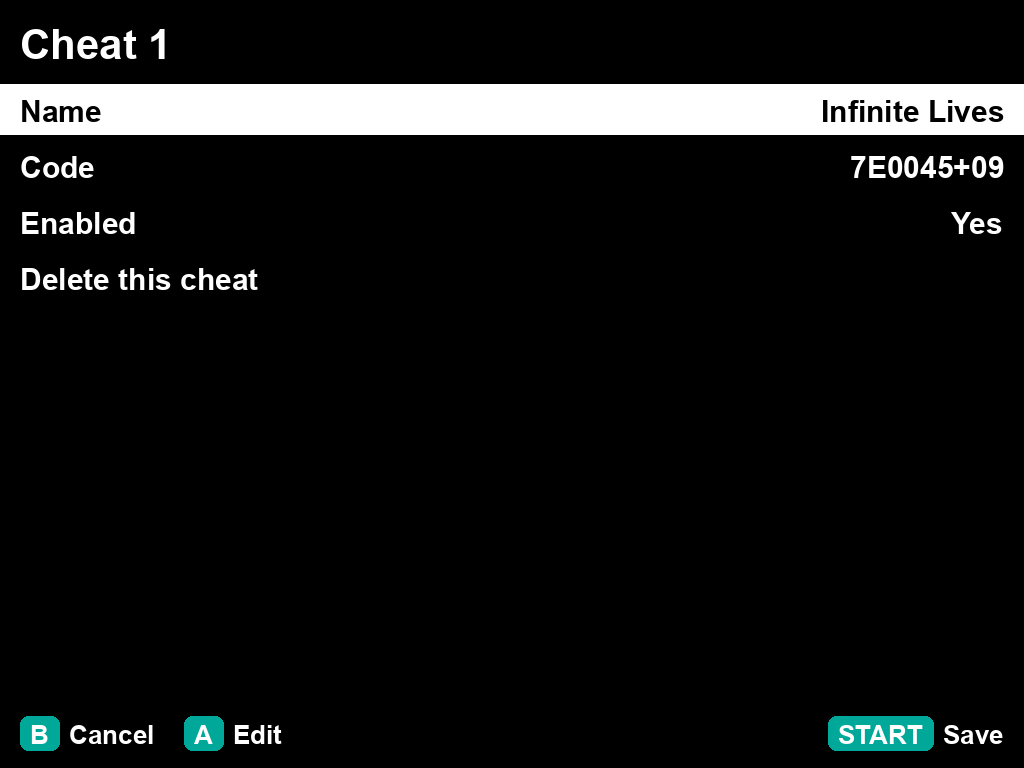 Cheat 1
Name Infinite Lives
Code 7E0045+09
Enabled Yes
Delete this cheat
B Cancel A Edit START Save